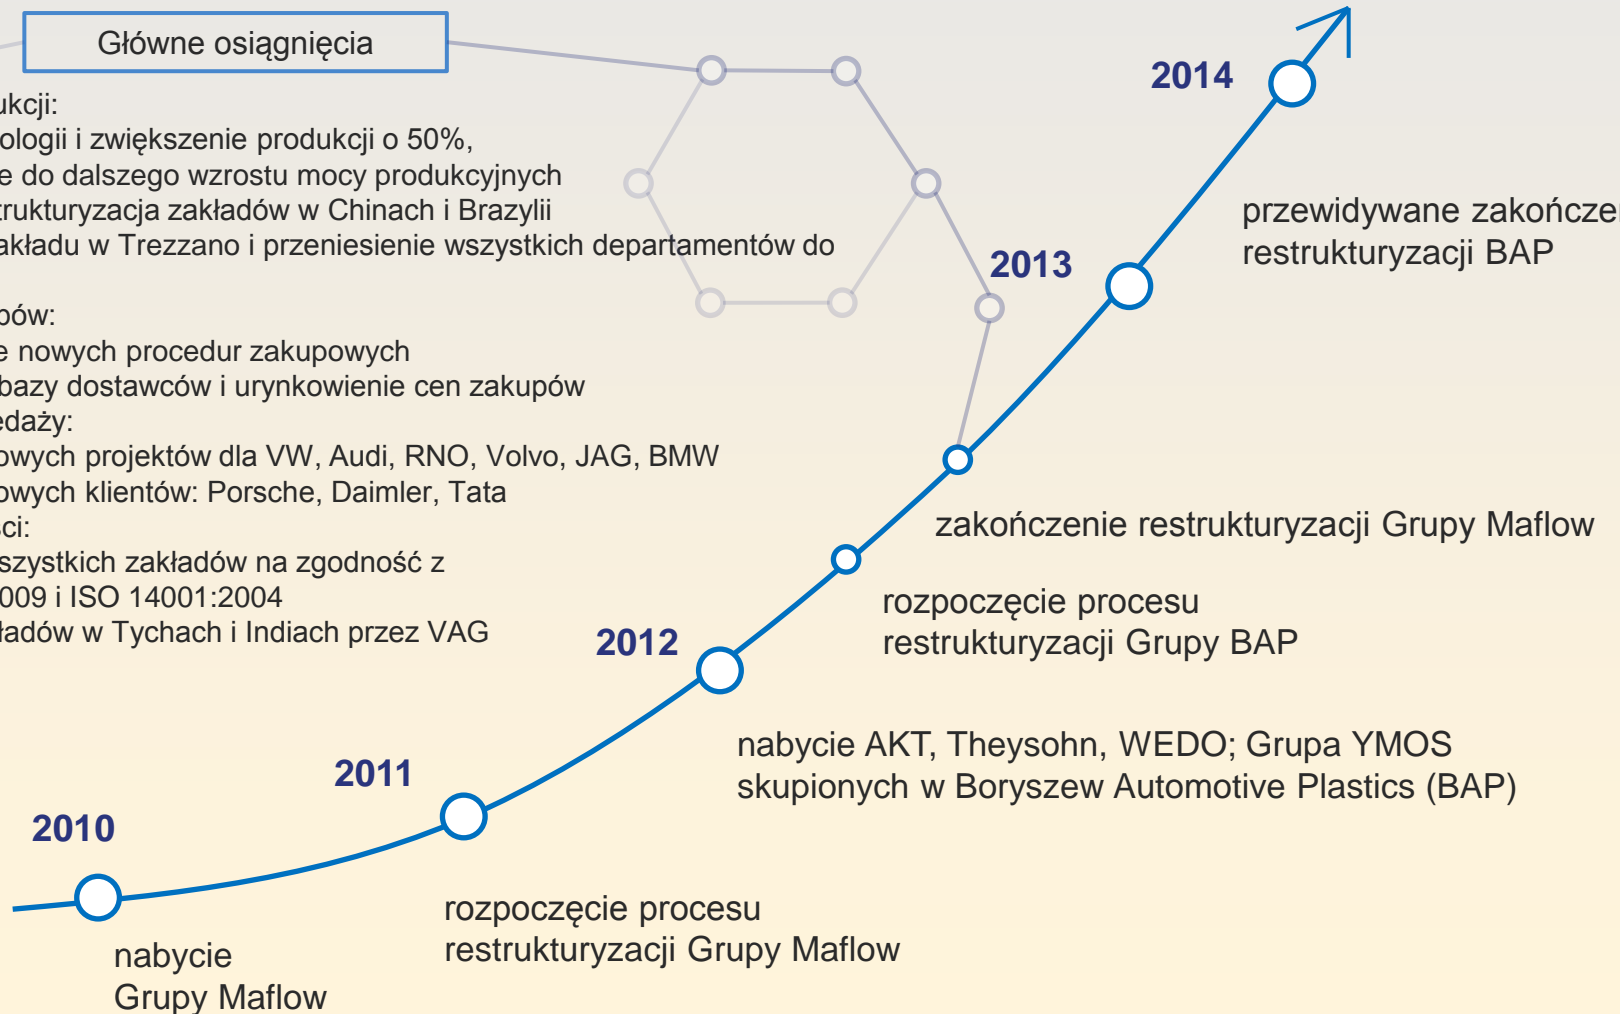 Główne osiągnięcia
ukcji:
ologii i zwiększenie produkcji o 50%,
e do dalszego wzrostu mocy produkcyjnych
trukturyzacja zakładów w Chinach i Brazylii
akładu w Trezzano i przeniesienie wszystkich departamentów do
pów:
e nowych procedur zakupowych
bazy dostawców i urynkowienie cen zakupów
edaży:
owych projektów dla VW, Audi, RNO, Volvo, JAG, BMW
owych klientów: Porsche, Daimler, Tata
ści:
szystkich zakładów na zgodność z
009 i ISO 14001:2004
kładów w Tychach i Indiach przez VAG
2014
przewidywane zakończe
restrukturyzacji BAP
2013
zakończenie restrukturyzacji Grupy Maflow
rozpoczęcie procesu
restrukturyzacji Grupy BAP
2012
nabycie AKT, Theysohn, WEDO; Grupa YMOS
skupionych w Boryszew Automotive Plastics (BAP)
2011
rozpoczęcie procesu
restrukturyzacji Grupy Maflow
2010
nabycie
Grupy Maflow